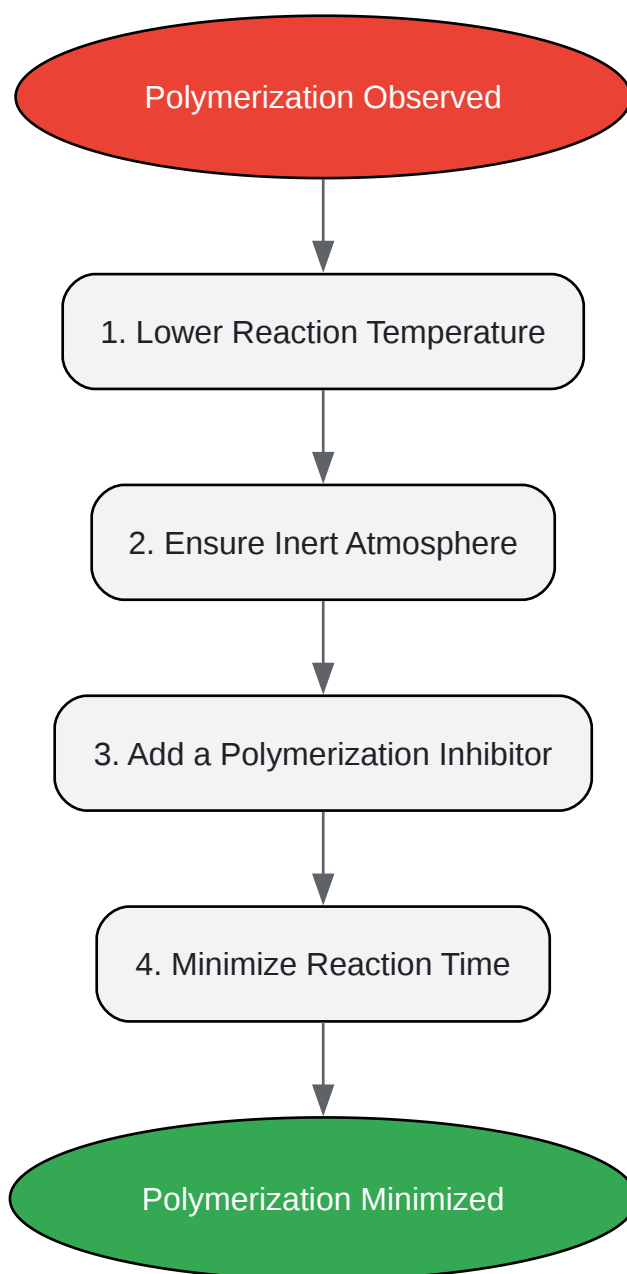 Polymerization Observed
1. Lower Reaction Temperature
2. Ensure Inert Atmosphere
3. Add a Polymerization Inhibitor
4. Minimize Reaction Time
Polymerization Minimized